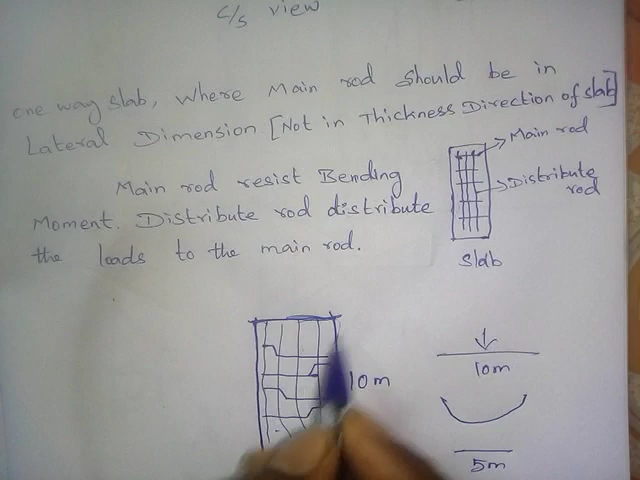 C/s view
one way slab, where Main rod should be in
Lateral Dimension [Not in Thickness Direction of slab]
Main rod resist Bending
Moment. Distribute rod distribute
the loads to the main rod.
Main rod
Distribute
rod
slab
10m
10m
5m